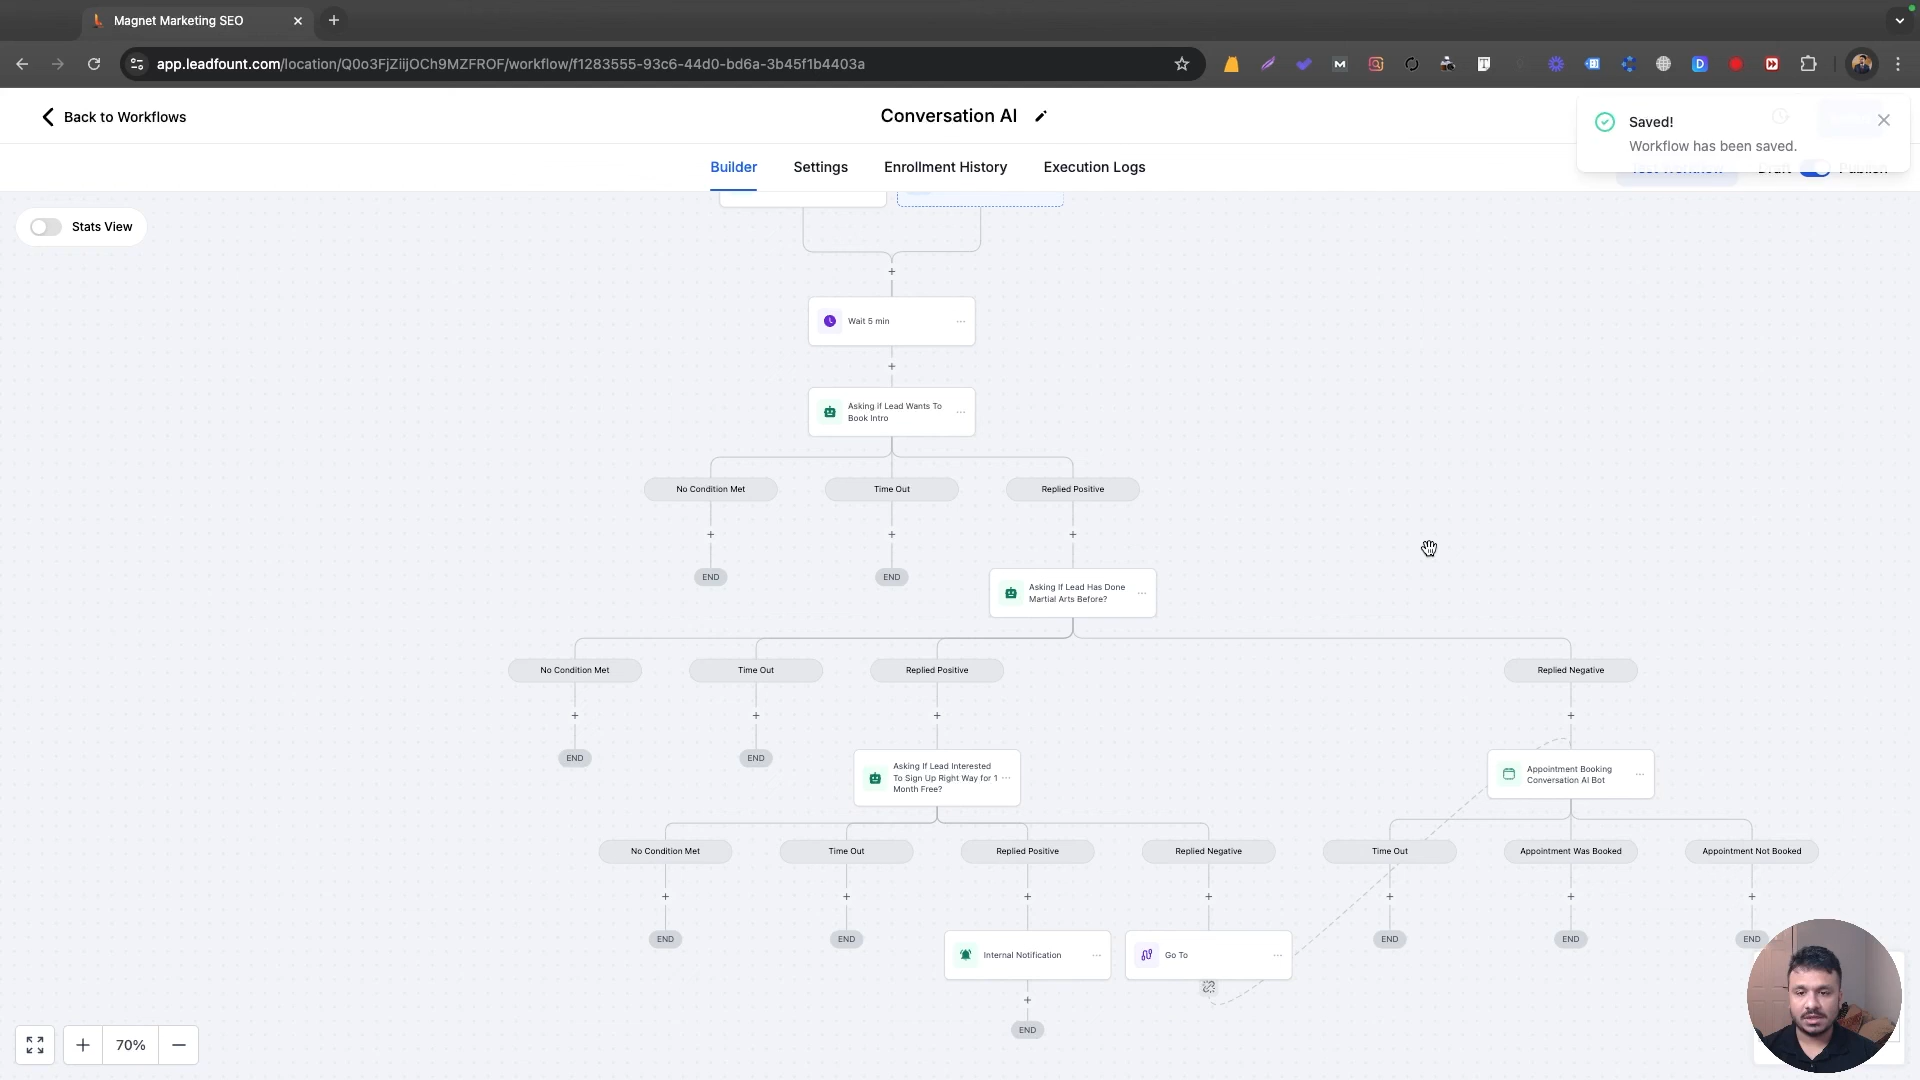 Magnet Marketing SEO
app.leadfount.com/location/Q0o3FjZiijOCh9MZFROF/workflow/f1283555-93c6-44d0-bd6a-3b45f1b4403a
Back to Workflows
Conversation AI
Saved!
Workflow has been saved.
Builder
Settings
Enrollment History
Execution Logs
Test Workflow
Draft
Publish
Stats View
Wait 5 min
Asking If Lead Wants To
Book Intro
No Condition Met
Time Out
Replied Positive
END
END
Asking If Lead Has Done
Martial Arts Before?
No Condition Met
Time Out
Replied Positive
Replied Negative
END
END
Asking If Lead Interested
To Sign Up Right Way for 1
Month Free?
Appointment Booking
Conversation AI Bot
No Condition Met
Time Out
Replied Positive
Replied Negative
Time Out
Appointment Was Booked
Appointment Not Booked
END
END
Internal Notification
Go To
END
END
END
END
70%